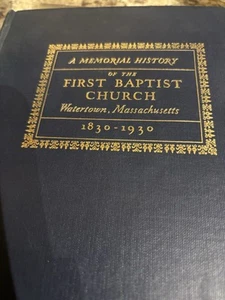 A MEMORIAL HISTORY
OF THE
FIRST BAPTIST
CHURCH
Watertown, Massachusetts
1830-1930